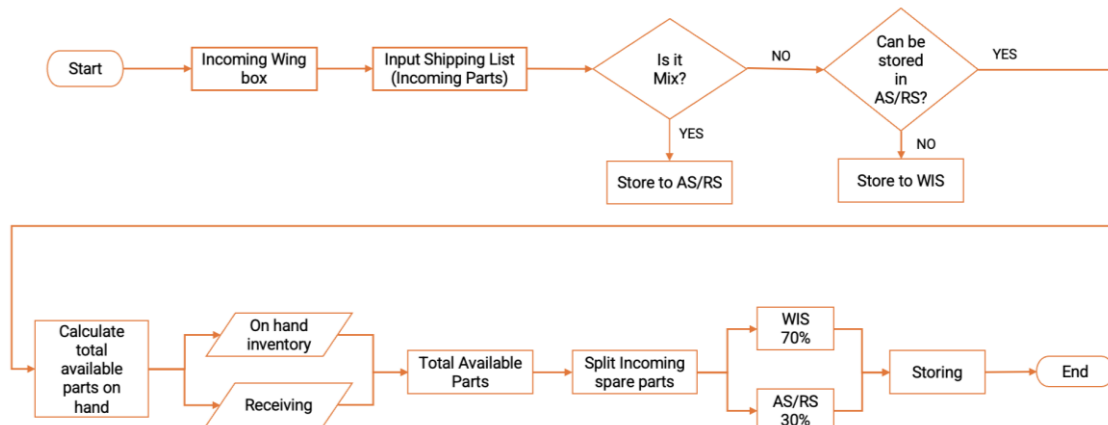 Start
Incoming Wing
box
Input Shipping List
(Incoming Parts)
Is it
Mix?
NO
Can be
stored
in
AS/RS?
YES
YES
NO
Store to AS/RS
Store to WIS
Calculate
total
available
parts on
hand
On hand
inventory
Receiving
Total Available
Parts
Split Incoming
spare parts
WIS
70%
AS/RS
30%
Storing
End